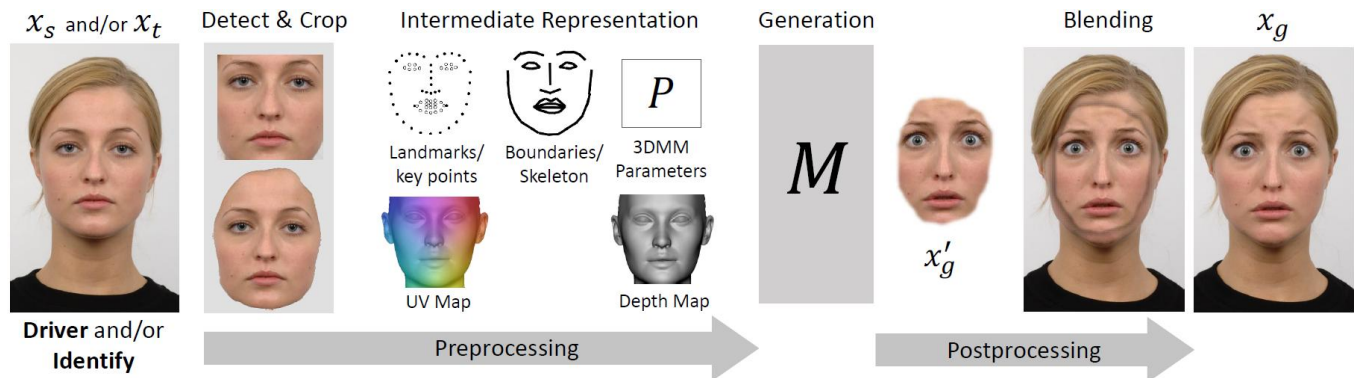 x_s and/or x_t
Driver and/or
Identify
Detect & Crop
Intermediate Representation
Landmarks/
key points
Boundaries/
Skeleton
P
3DMM
Parameters
UV Map
Depth Map
Preprocessing
Generation
M
x'_g
Blending
x_g
Postprocessing